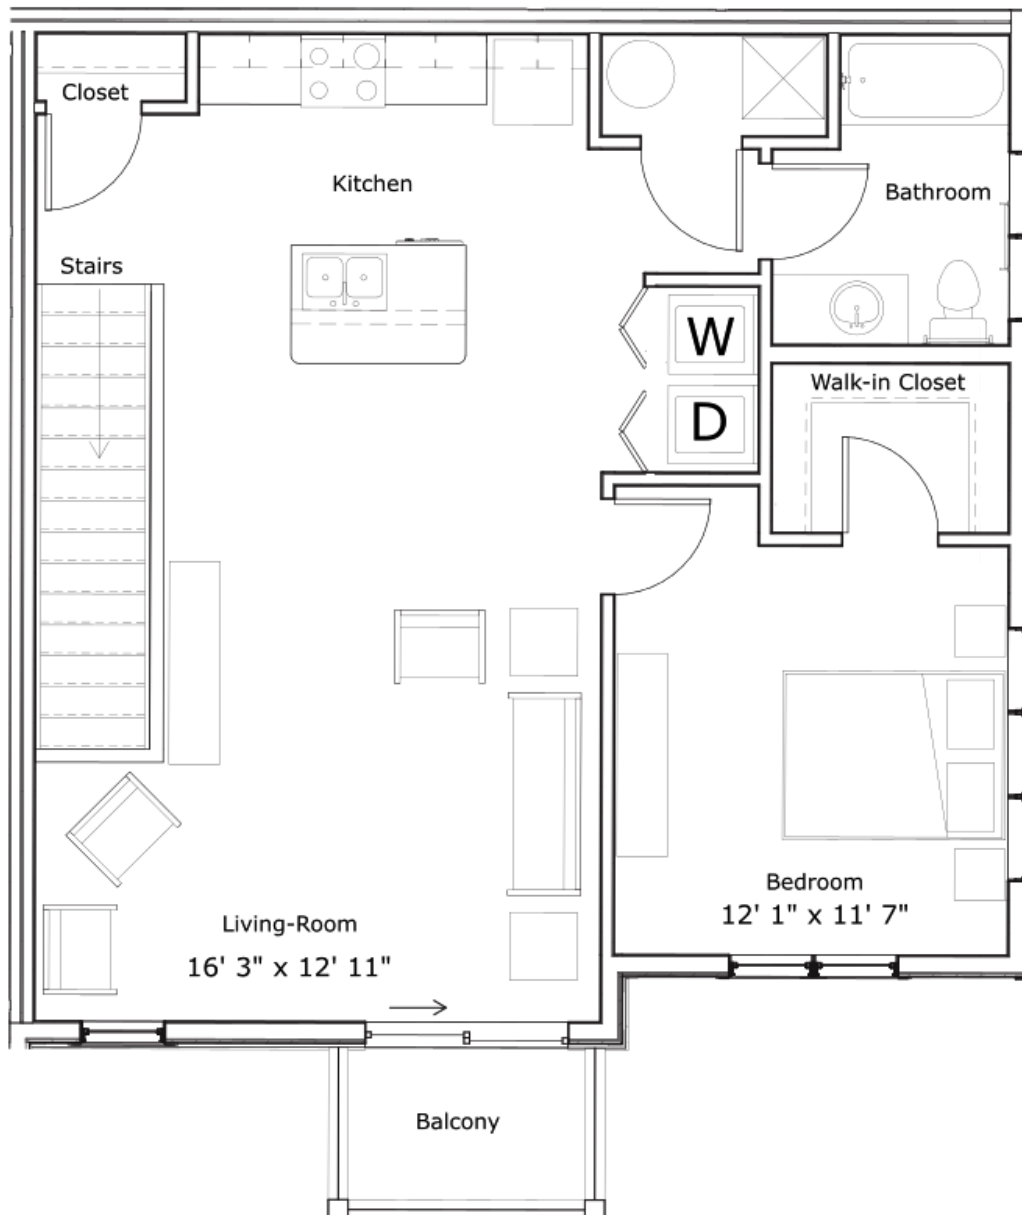 Closet
Kitchen
Bathroom
Stairs
W
Walk-in Closet
D
Bedroom
12' 1" x 11' 7"
Living-Room
16' 3" x 12' 11"
Balcony